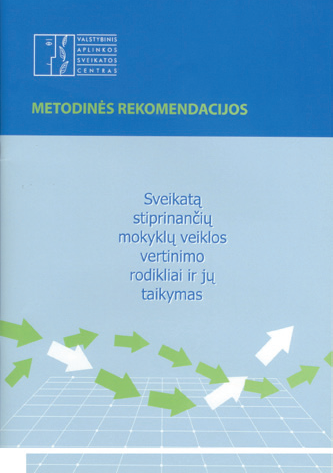 VALSTYBINIS
APLINKOS
SVEIKATOS
CENTRAS
METODINĖS REKOMENDACIJOS
Sveikatą
stiprinančių
mokyklų veiklos
vertinimo
rodikliai ir jų
taikymas